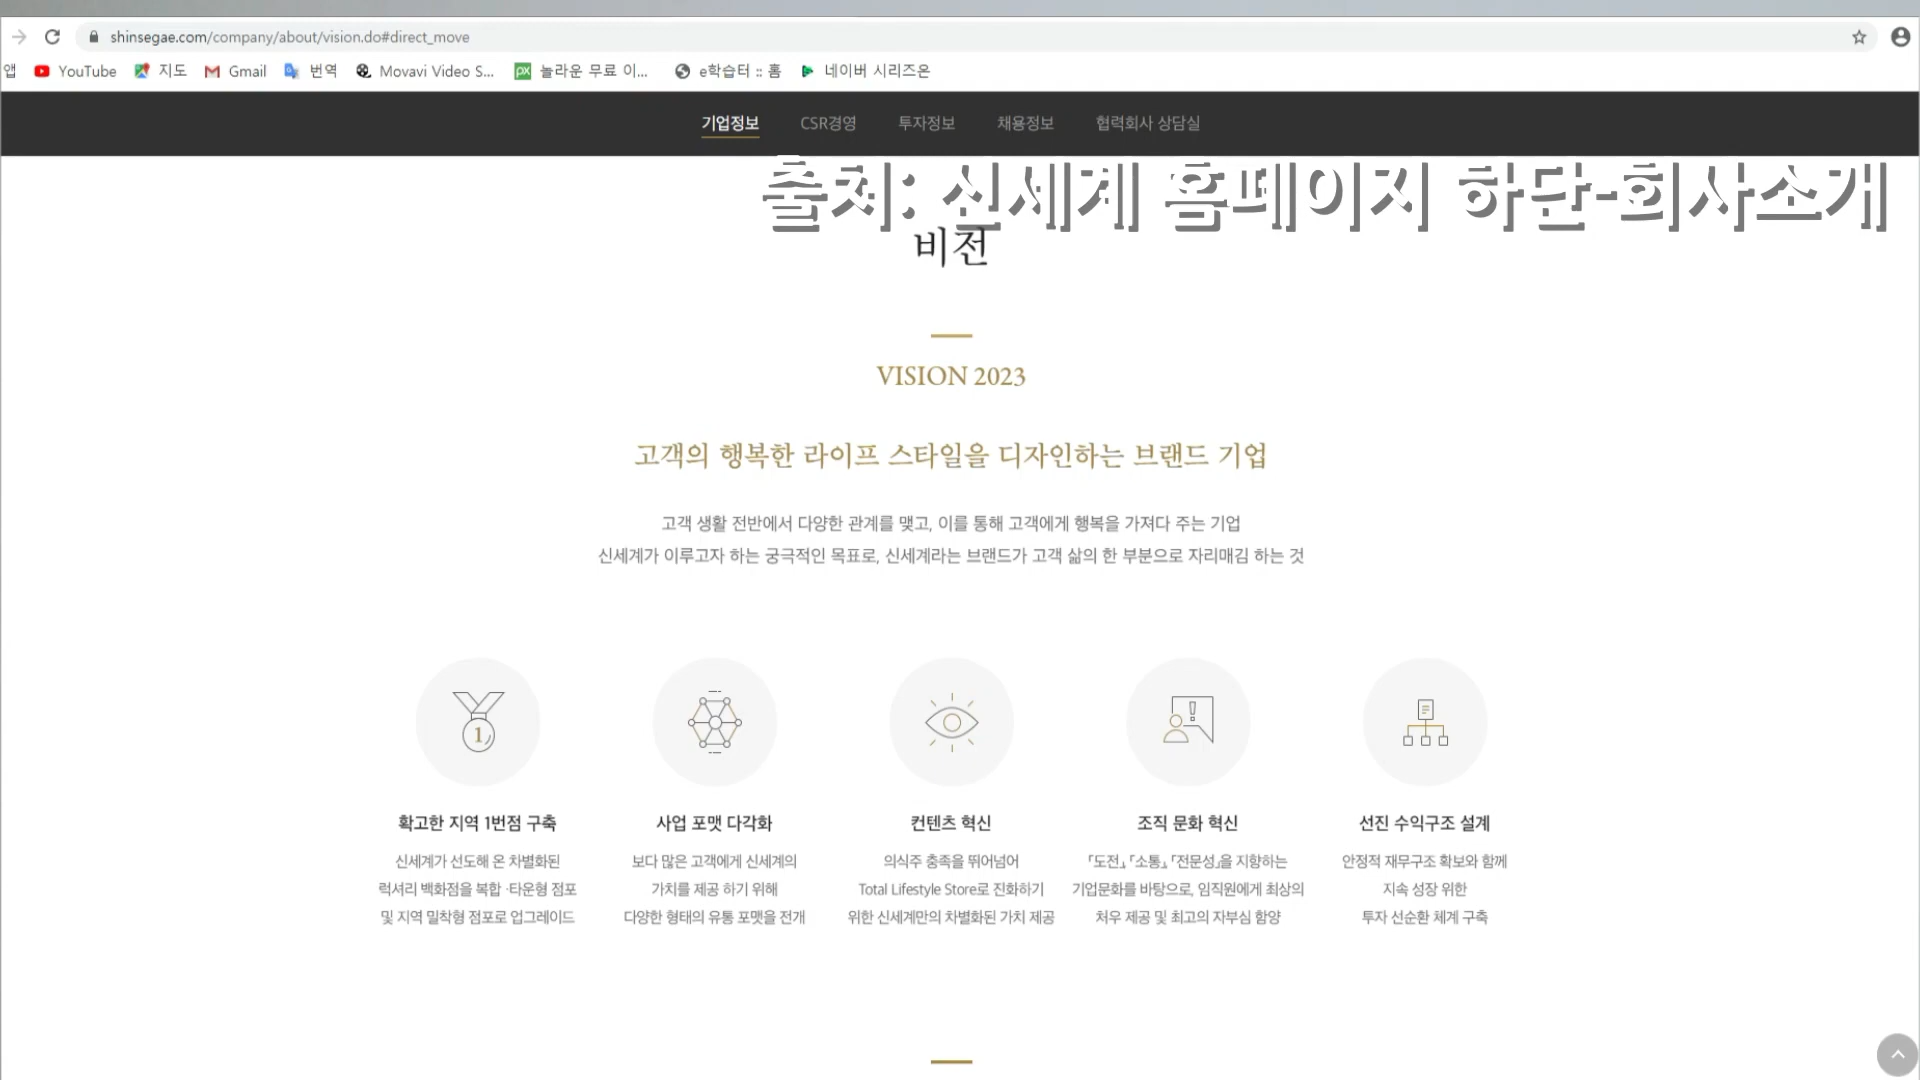 shinsegae.com/company/about/vision.do#direct_move
앱 YouTube 지도 Gmail 번역 Movavi Video S... 놀라운 무료 이... e학습터 :: 홈 네이버 시리즈온
기업정보 CSR경영 투자정보 채용정보 협력회사 상담실
출처: 신세계 홈페이지 하단-회사소개
비전
VISION 2023
고객의 행복한 라이프 스타일을 디자인하는 브랜드 기업
고객 생활 전반에서 다양한 관계를 맺고, 이를 통해 고객에게 행복을 가져다 주는 기업
신세계가 이루고자 하는 궁극적인 목표로, 신세계라는 브랜드가 고객 삶의 한 부분으로 자리매김 하는 것
1
확고한 지역 1번점 구축
신세계가 선도해 온 차별화된
럭셔리 백화점을 복합 ·타운형 점포
및 지역 밀착형 점포로 업그레이드
사업 포맷 다각화
보다 많은 고객에게 신세계의
가치를 제공 하기 위해
다양한 형태의 유통 포맷을 전개
컨텐츠 혁신
의식주 충족을 뛰어넘어
Total Lifestyle Store로 진화하기
위한 신세계만의 차별화된 가치 제공
!
조직 문화 혁신
「도전」, 「소통」, 「전문성」을 지향하는
기업문화를 바탕으로, 임직원에게 최상의
처우 제공 및 최고의 자부심 함양
선진 수익구조 설계
안정적 재무구조 확보와 함께
지속 성장 위한
투자 선순환 체계 구축